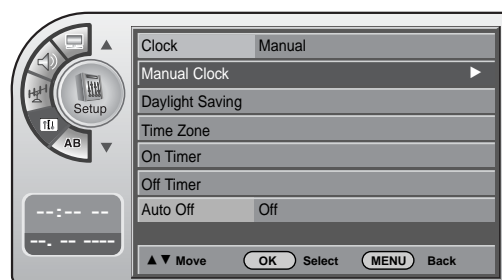 Clock Manual
Manual Clock ►
Daylight Saving
Time Zone
On Timer
Off Timer
Auto Off Off
▲▼ Move OK Select MENU Back
Setup
AB
--:-- --
--. -- ----